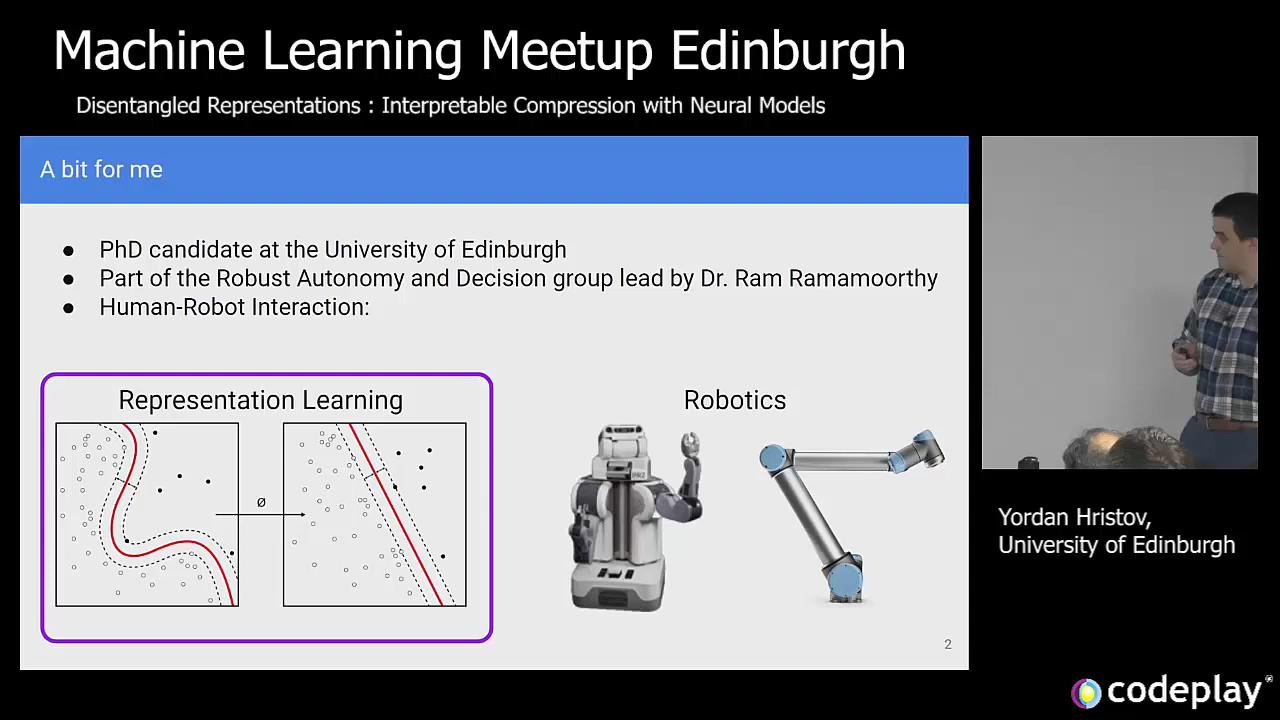 Machine Learning Meetup Edinburgh
Disentangled Representations : Interpretable Compression with Neural Models
A bit for me
● PhD candidate at the University of Edinburgh
● Part of the Robust Autonomy and Decision group lead by Dr. Ram Ramamoorthy
● Human-Robot Interaction:
Representation Learning
ø
Robotics
PR2
2
Yordan Hristov,
University of Edinburgh
codeplay®